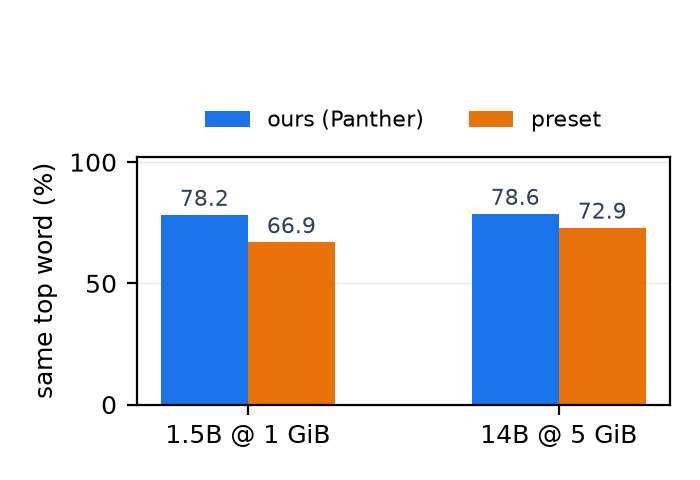 ours (Panther) preset
same top word (%)
100
50
0
78.2
66.9
78.6
72.9
1.5B @ 1 GiB
14B @ 5 GiB